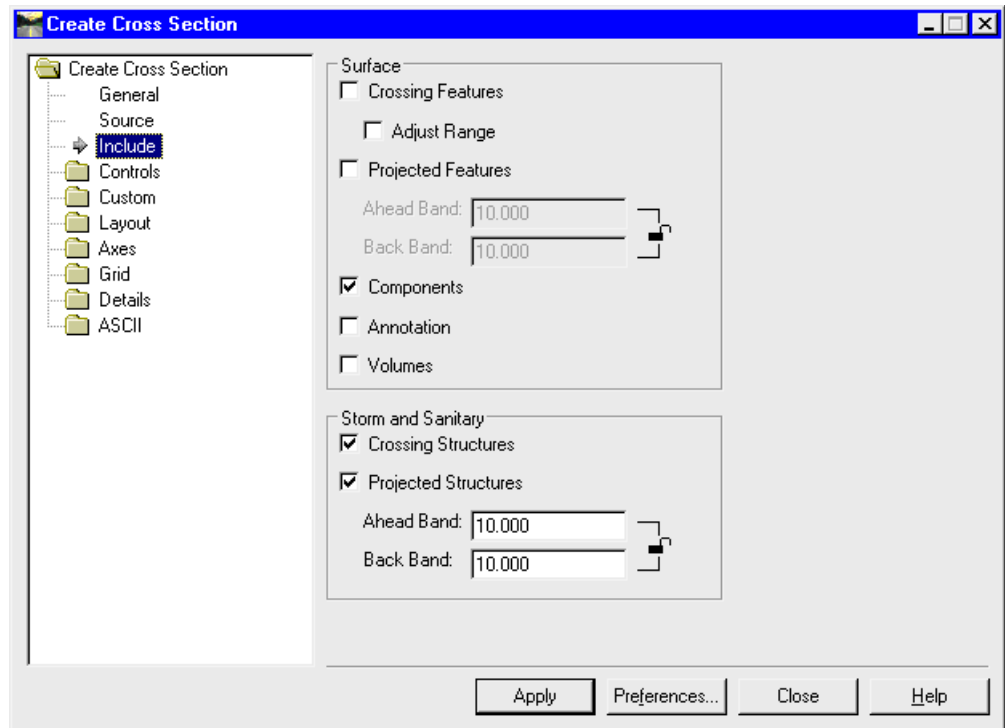 Create Cross Section
Create Cross Section
General
Source
Include
Controls
Custom
Layout
Axes
Grid
Details
ASCII
Surface
Crossing Features
Adjust Range
Projected Features
Ahead Band: 10.000
Back Band: 10.000
Components
Annotation
Volumes
Storm and Sanitary
Crossing Structures
Projected Structures
Ahead Band: 10.000
Back Band: 10.000
Apply Preferences... Close Help